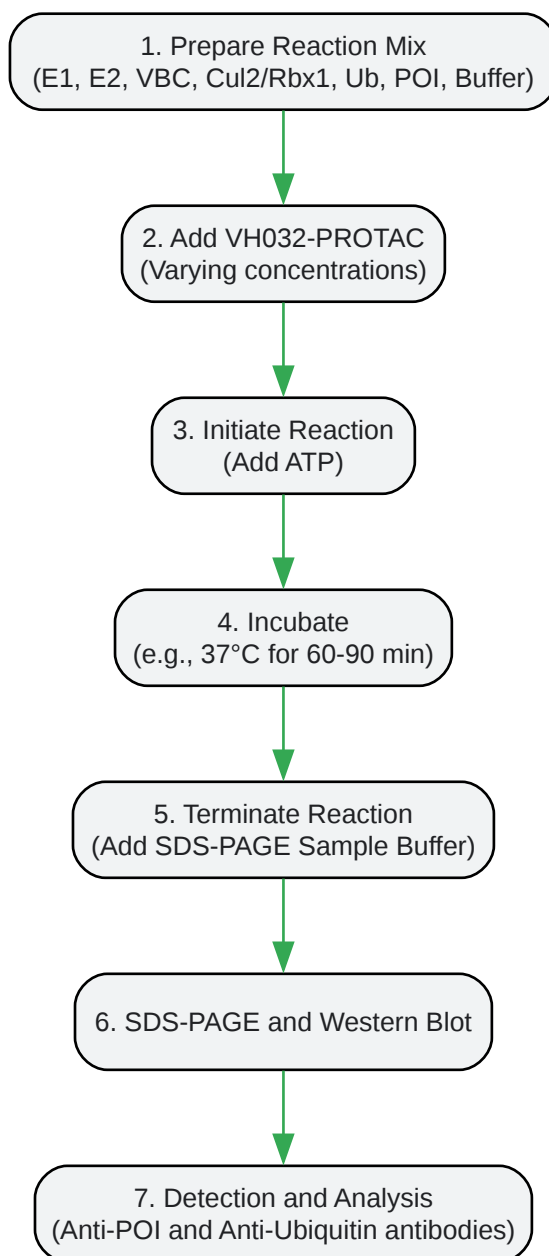 1. Prepare Reaction Mix
(E1, E2, VBC, Cul2/Rbx1, Ub, POI, Buffer)
2. Add VH032-PROTAC
(Varying concentrations)
3. Initiate Reaction
(Add ATP)
4. Incubate
(e.g., 37°C for 60-90 min)
5. Terminate Reaction
(Add SDS-PAGE Sample Buffer)
6. SDS-PAGE and Western Blot
7. Detection and Analysis
(Anti-POI and Anti-Ubiquitin antibodies)